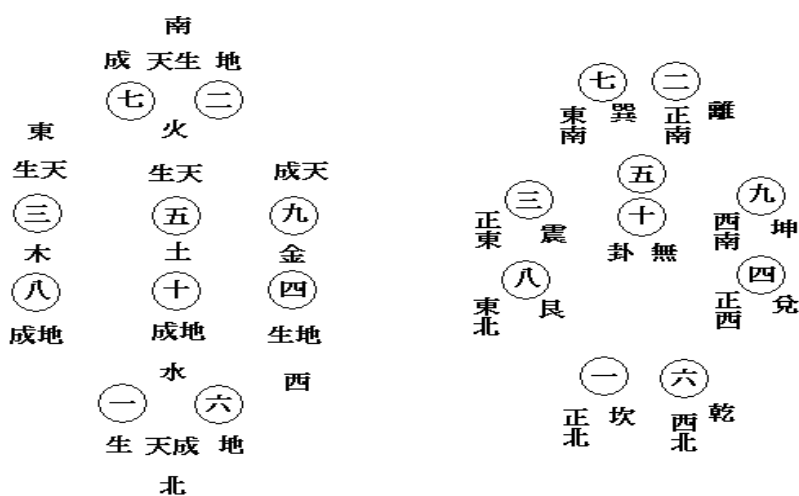 南
成 天生 地
七 二
東 火
生天 生天 成天
三 五 九
木 土 金
八 十 四
成地 成地 生地
水 西
一 六
生 天成 地
北
七 二
東南 巽 正南 離
五
三 十 九
正東 震 卦 無 西南 坤
八 四
東北 艮 正西 兌
一 六
正北 坎 西北 乾